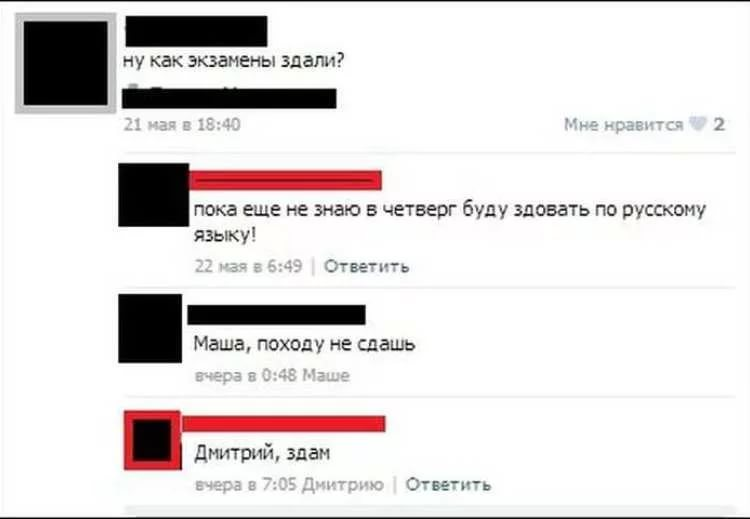 ну как экзамены здали?
21 мая в 18:40
Мне нравится 2
пока еще не знаю в четверг буду здовать по русскому
языку!
22 мая в 6:49 | Ответить
Маша, походу не сдашь
вчера в 0:48 Маше
Дмитрий, здам
вчера в 7:05 Дмитрию | Ответить